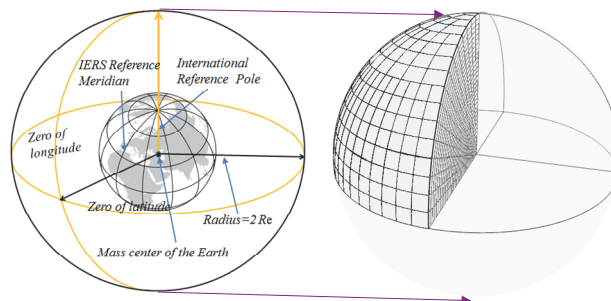 IERS Reference
Meridian
International
Reference Pole
Zero of
longitude
Zero of latitude
Radius=2 Re
Mass center of the Earth